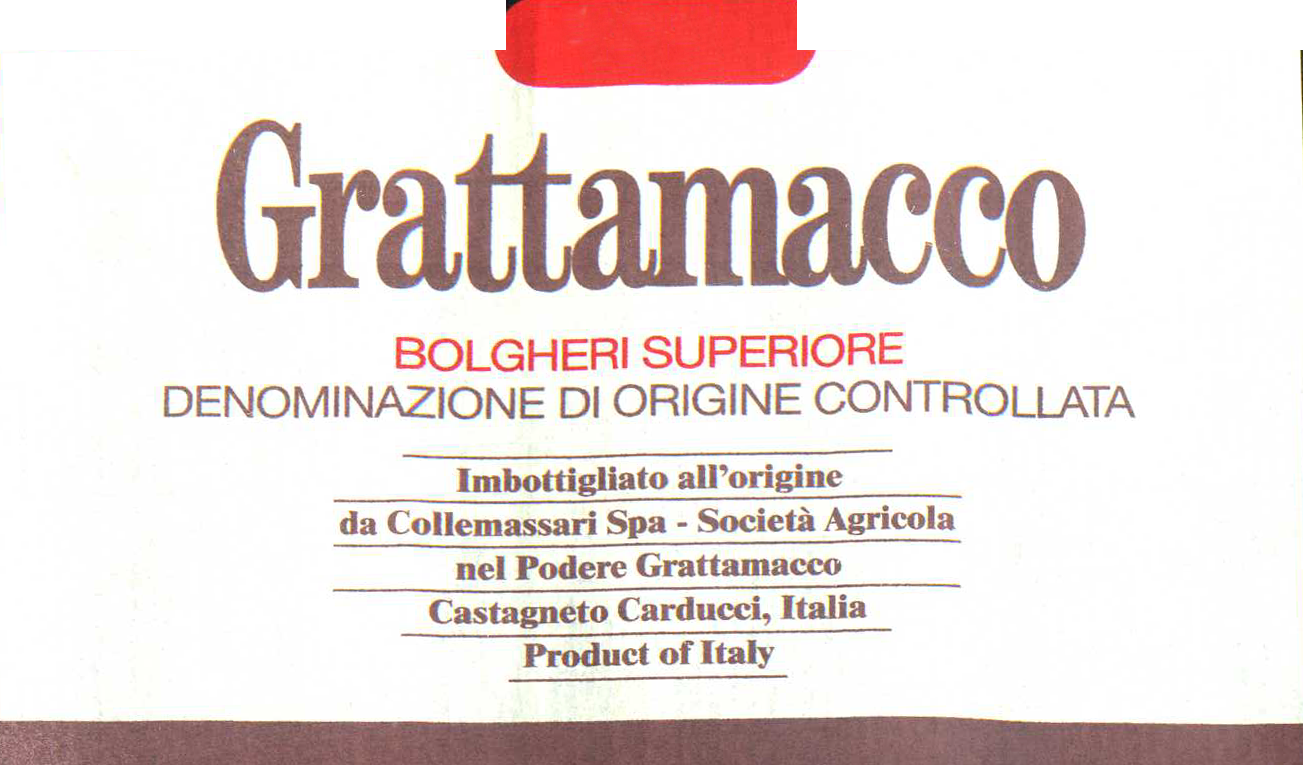 Grattamacco
BOLGHERI SUPERIORE
DENOMINAZIONE DI ORIGINE CONTROLLATA
Imbottigliato all'origine
da Collemassari Spa - Società Agricola
nel Podere Grattamacco
Castagneto Carducci, Italia
Product of Italy